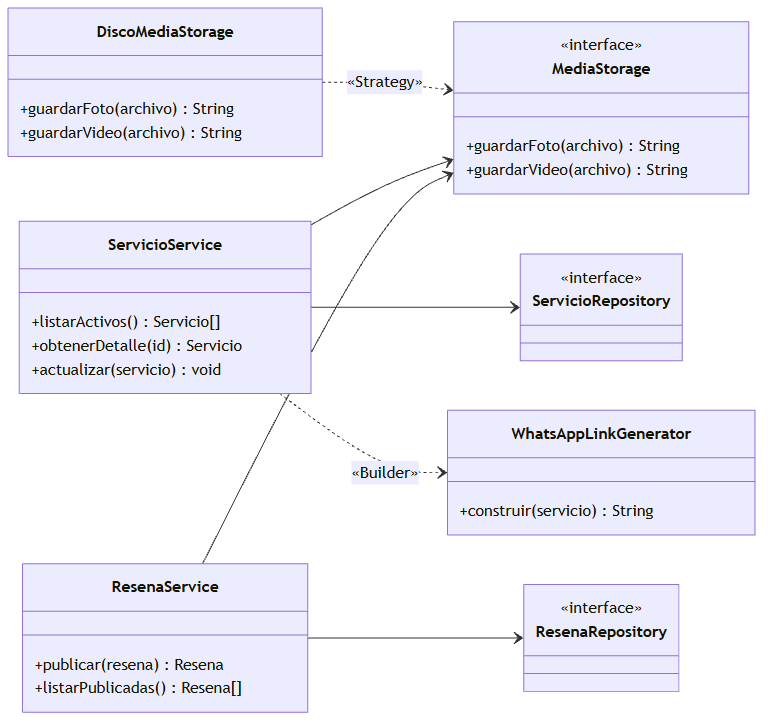 DiscoMediaStorage
+guardarFoto(archivo) : String
+guardarVideo(archivo) : String
«Strategy»
«interface»
MediaStorage
+guardarFoto(archivo) : String
+guardarVideo(archivo) : String
ServicioService
+listarActivos() : Servicio[]
+obtenerDetalle(id) : Servicio
+actualizar(servicio) : void
«interface»
ServicioRepository
«Builder»
WhatsAppLinkGenerator
+construir(servicio) : String
ResenaService
+publicar(resena) : Resena
+listarPublicadas() : Resena[]
«interface»
ResenaRepository